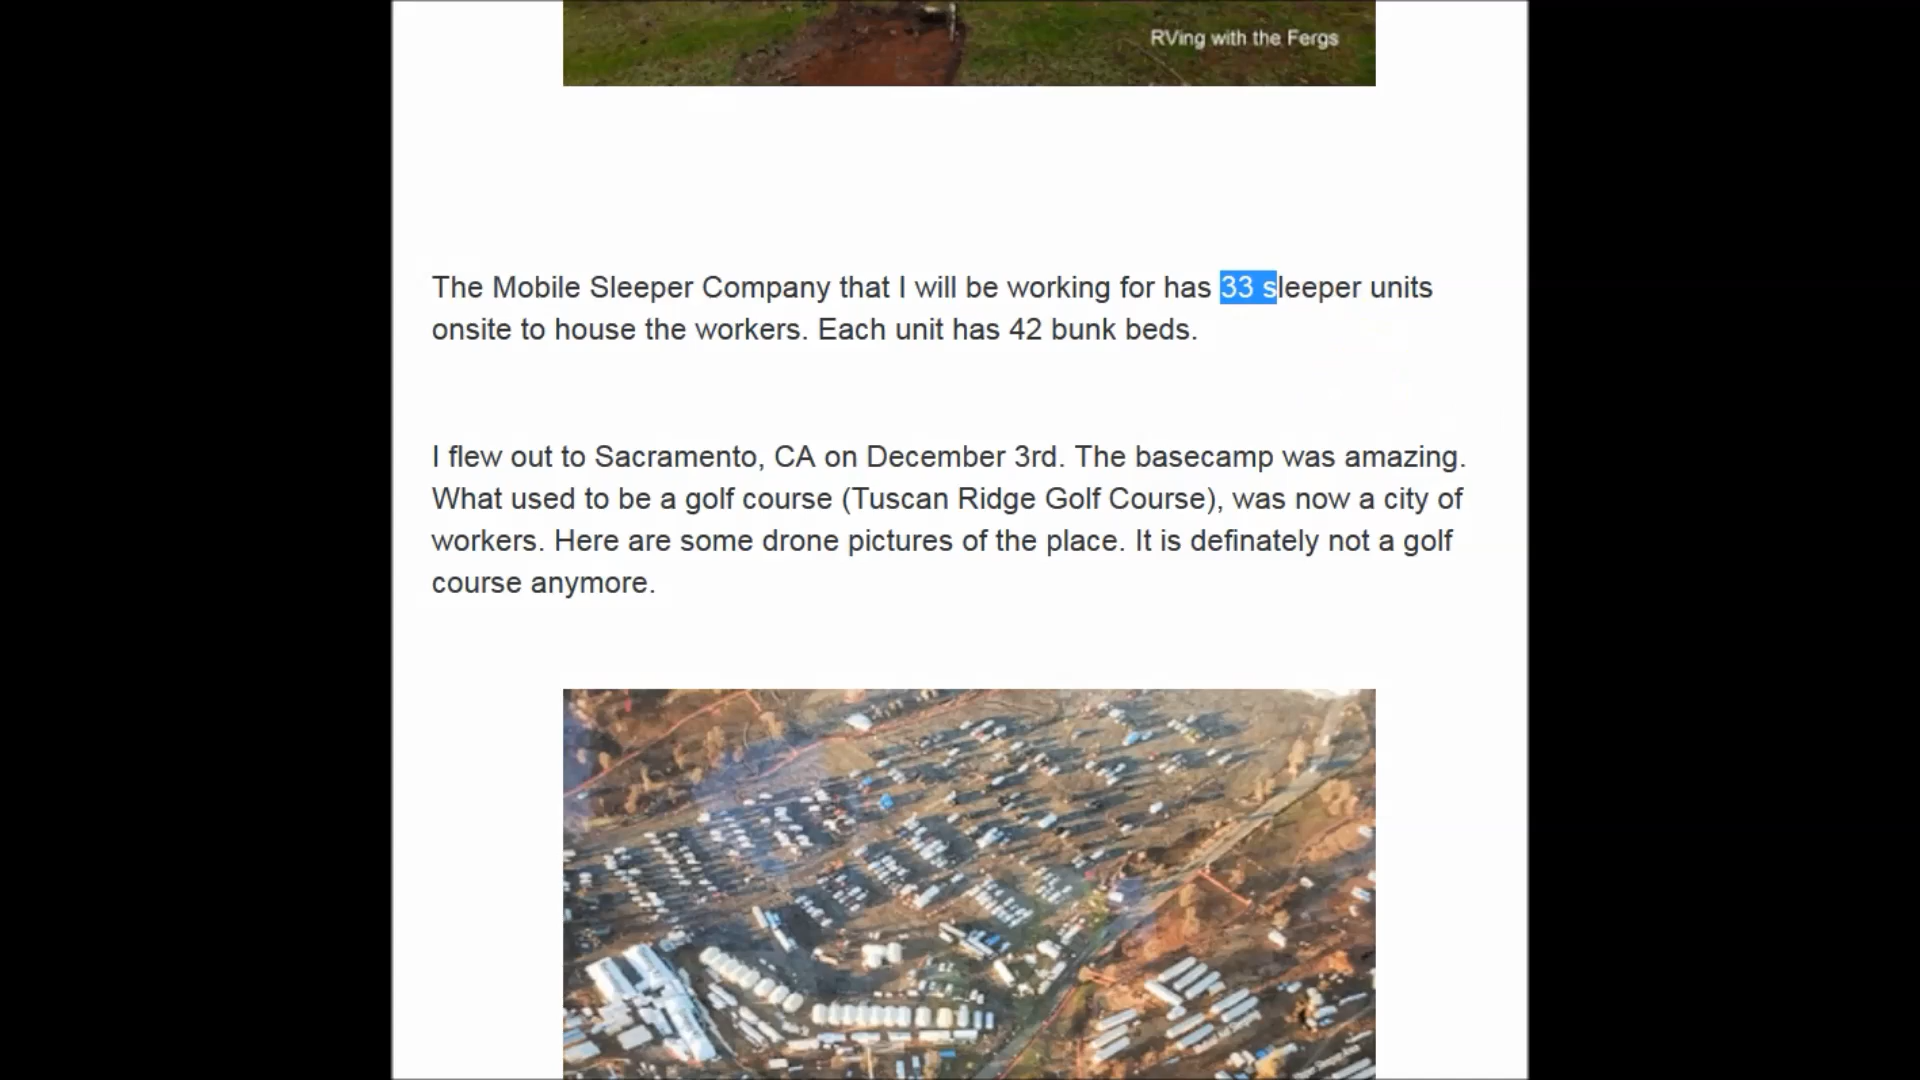 RVing with the Fergs
The Mobile Sleeper Company that I will be working for has 33 sleeper units
onsite to house the workers. Each unit has 42 bunk beds.
I flew out to Sacramento, CA on December 3rd. The basecamp was amazing.
What used to be a golf course (Tuscan Ridge Golf Course), was now a city of
workers. Here are some drone pictures of the place. It is definately not a golf
course anymore.